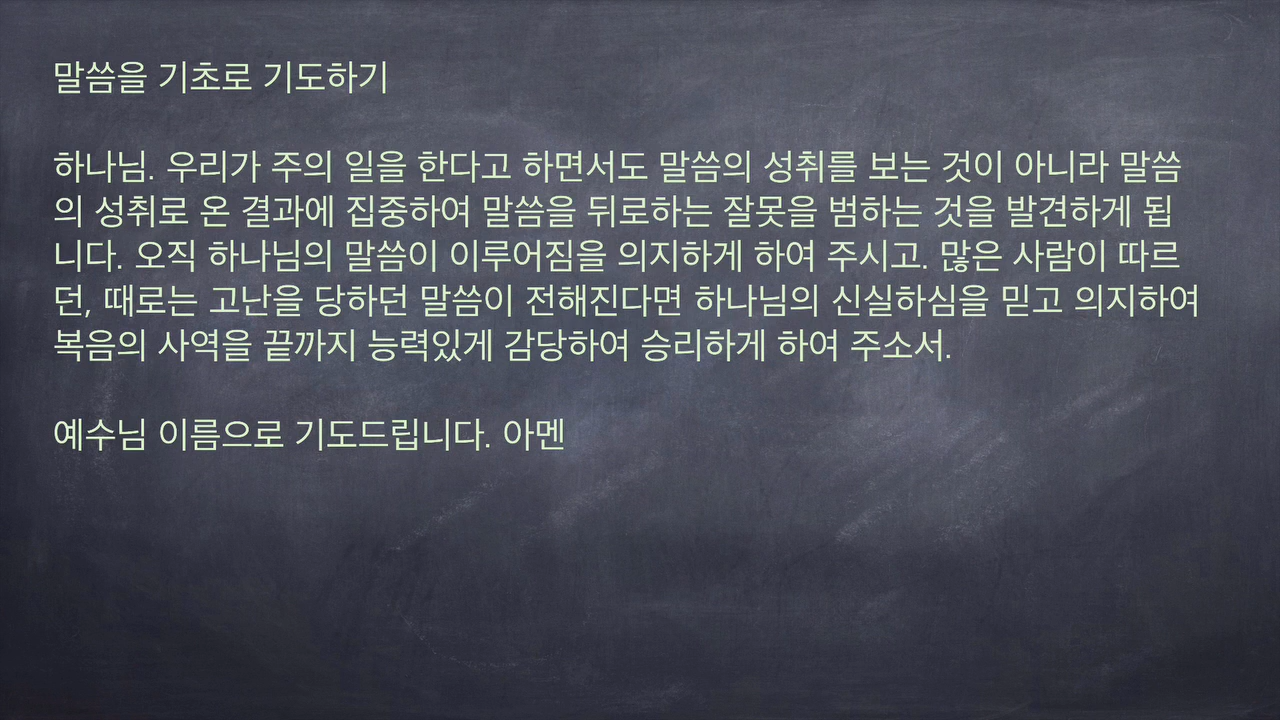 말씀을 기초로 기도하기
하나님. 우리가 주의 일을 한다고 하면서도 말씀의 성취를 보는 것이 아니라 말씀
의 성취로 온 결과에 집중하여 말씀을 뒤로하는 잘못을 범하는 것을 발견하게 됩
니다. 오직 하나님의 말씀이 이루어짐을 의지하게 하여 주시고. 많은 사람이 따르
던, 때로는 고난을 당하던 말씀이 전해진다면 하나님의 신실하심을 믿고 의지하여
복음의 사역을 끝까지 능력있게 감당하여 승리하게 하여 주소서.
예수님 이름으로 기도드립니다. 아멘